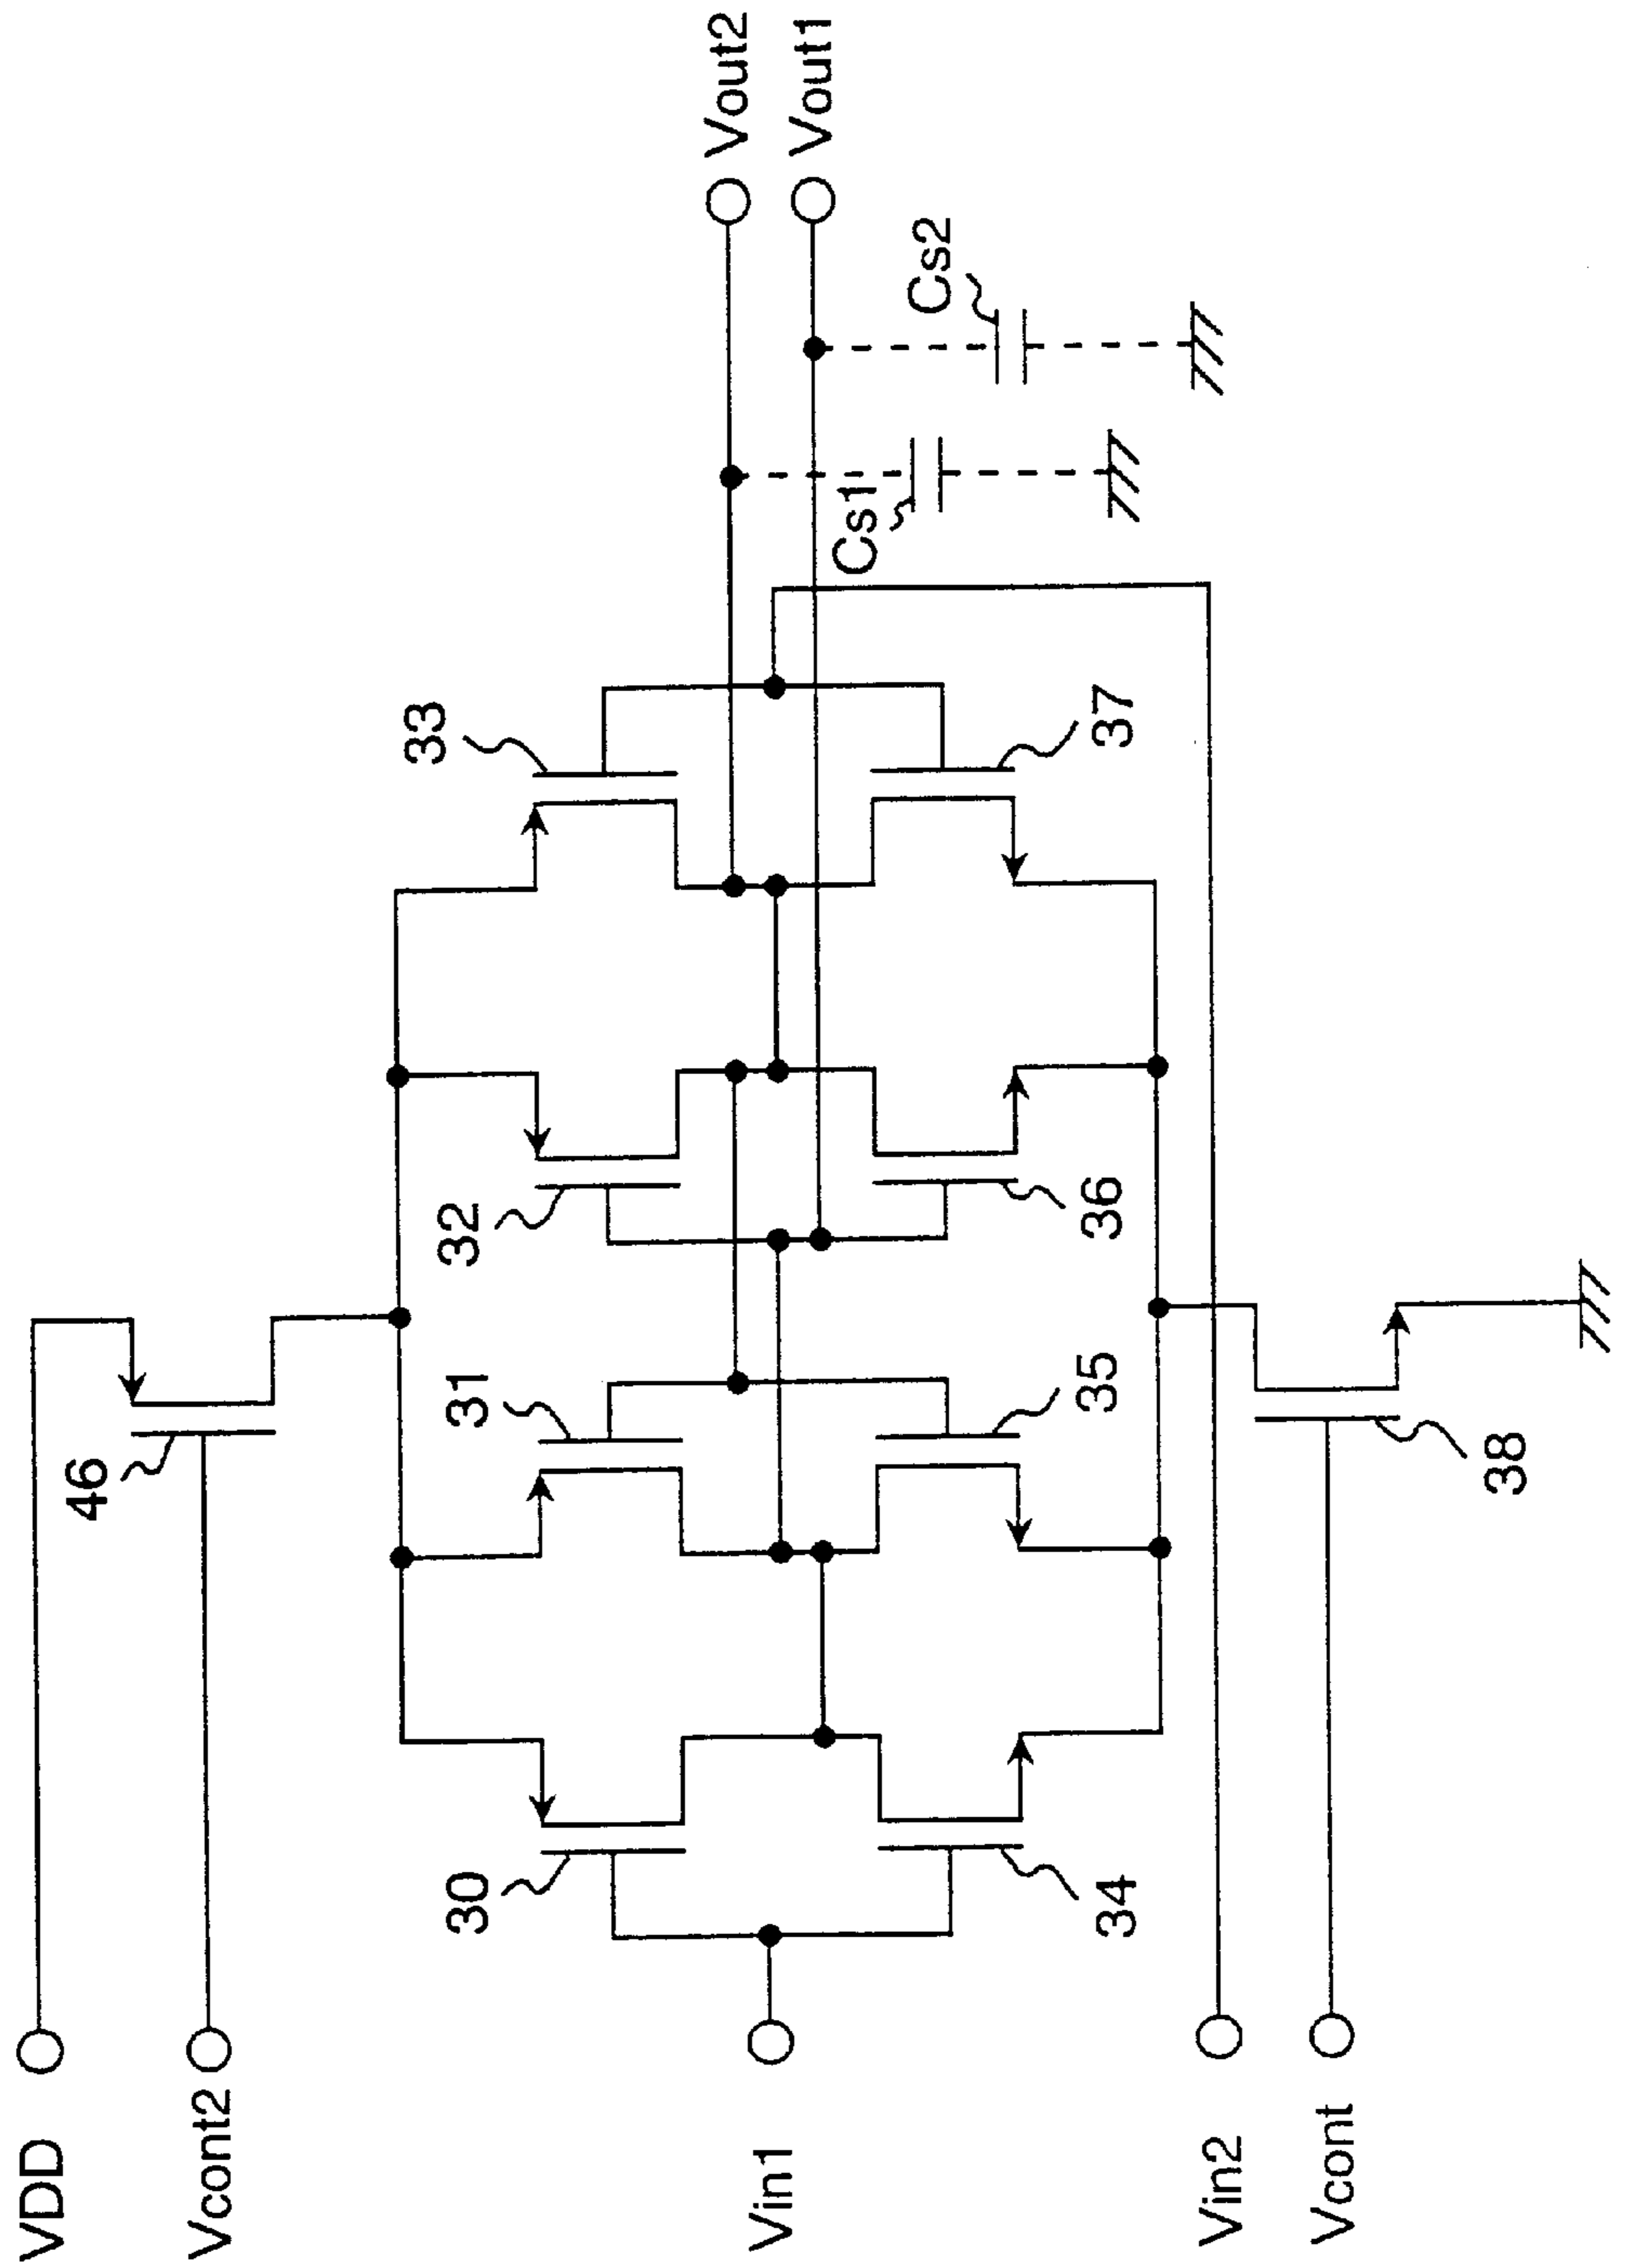 VDD
Vcont2
46
30
31
32
33
Vin1
Vout2
Vout1
Cs1
Cs2
34
35
36
37
Vin2
Vcont
38